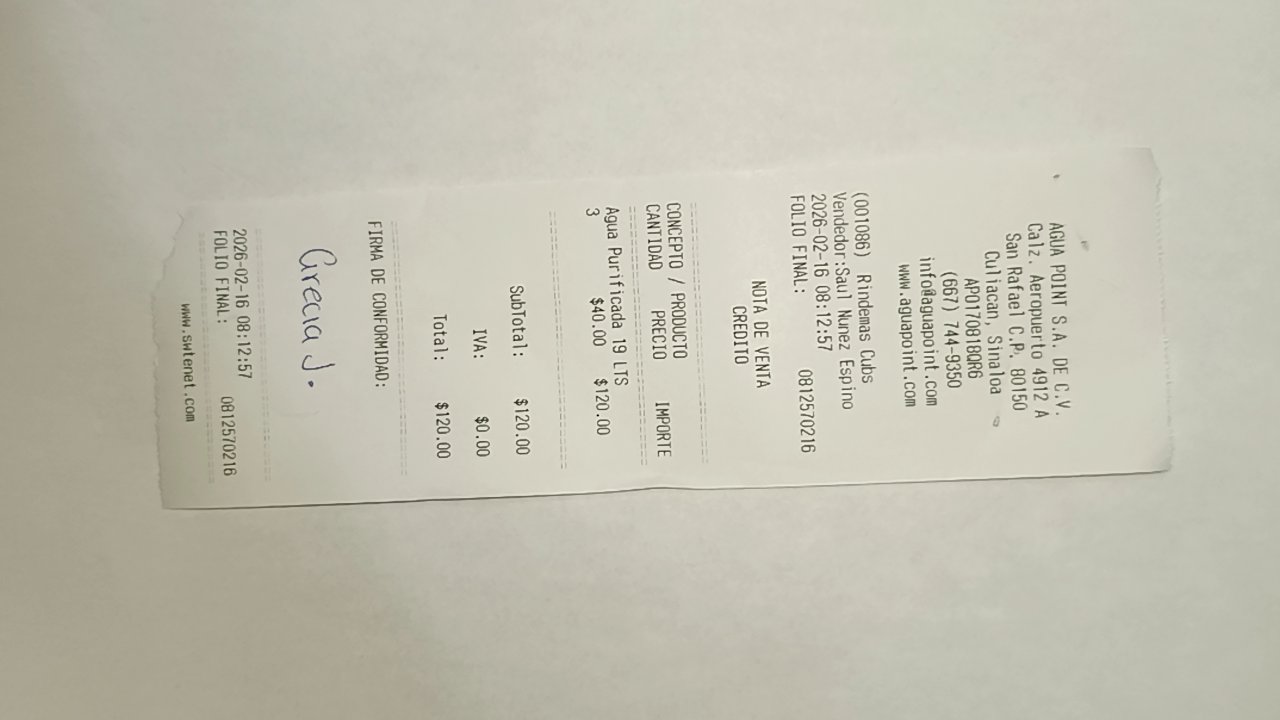 AGUA POINT S.A. DE C.V.
Calz. Aeropuerto 4912 A
San Rafael C.P. 80150
Culiacan, Sinaloa
APO170818QR6
(667) 744-9350
info@aguapoint.com
www.aguapoint.com
(001086) Rindemas Cubs
Vendedor:Saul Nunez Espino
2026-02-16 08:12:57
FOLIO FINAL: 0812570216
NOTA DE VENTA
CREDITO
CONCEPTO / PRODUCTO
CANTIDAD PRECIO IMPORTE
Agua Purificada 19 LTS
3 $40.00 $120.00
SubTotal: $120.00
IVA: $0.00
Total: $120.00
FIRMA DE CONFORMIDAD:
Grecia J.
2026-02-16 08:12:57
FOLIO FINAL: 0812570216
www.swtenet.com